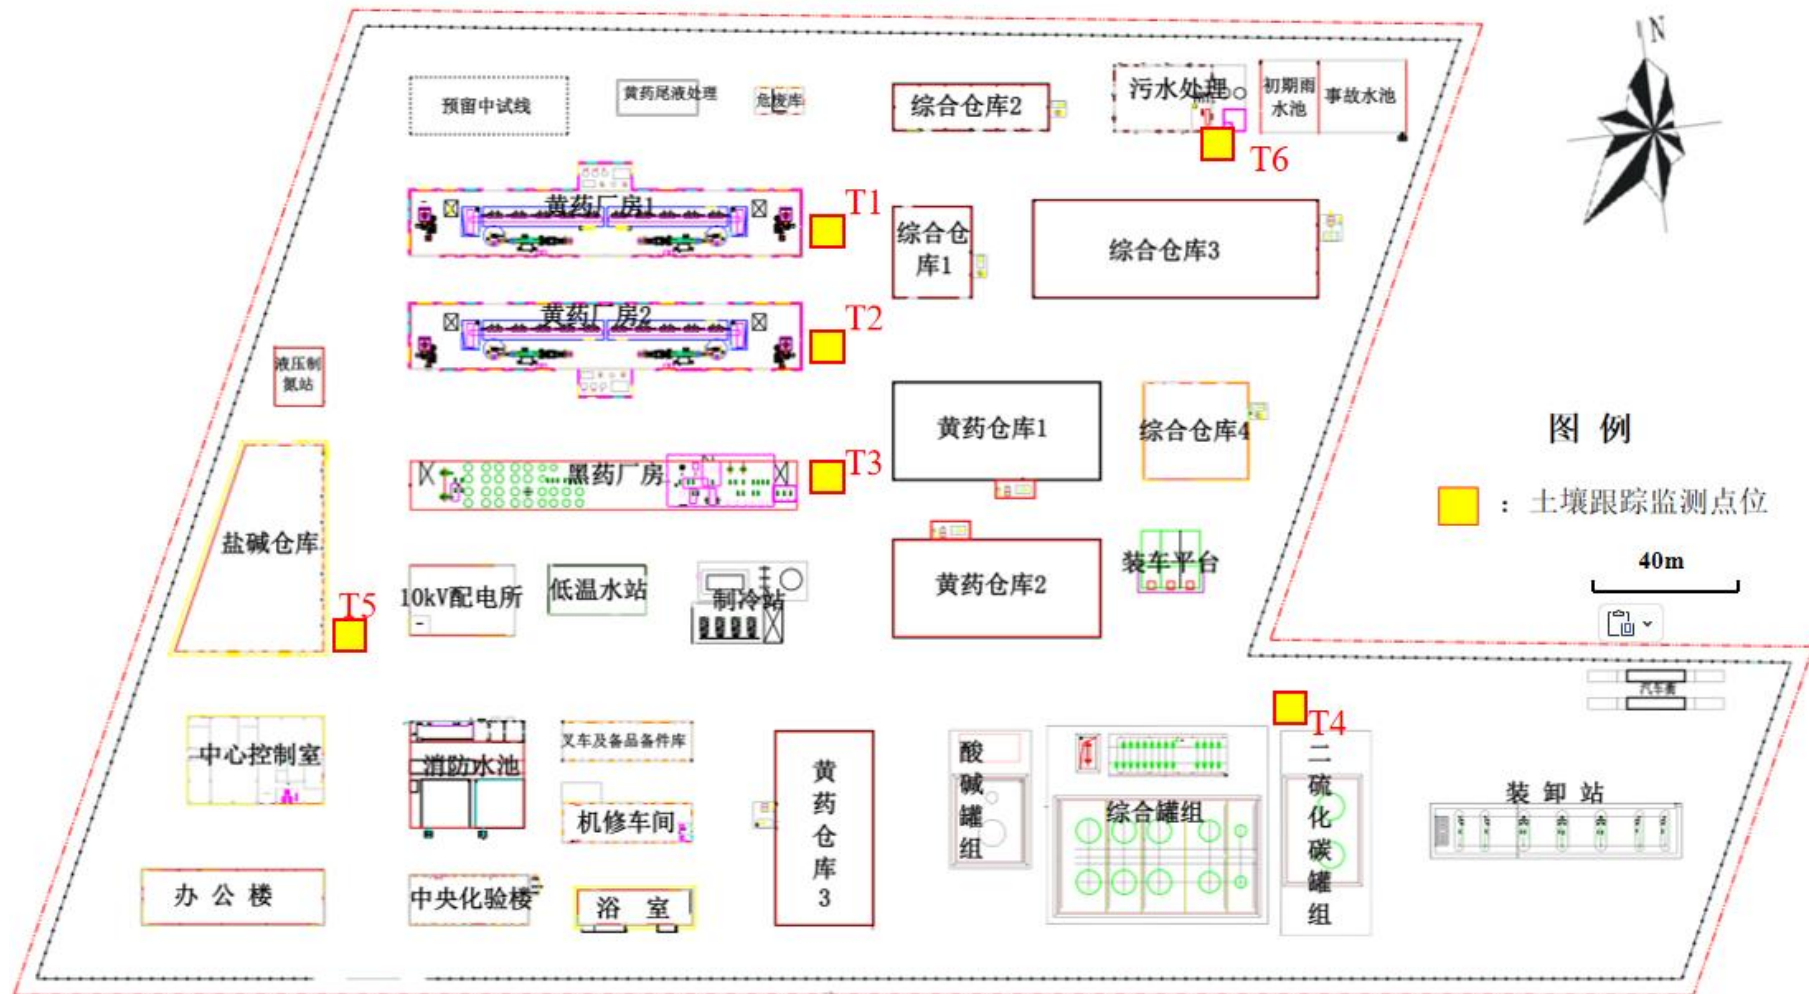 N
预留中试线
黄药尾液处理
危废库
综合仓库2
污水处理
初期雨
水池
事故水池
T6
黄药厂房1
T1
综合仓
库1
综合仓库3
黄药厂房2
T2
液压制
氮站
黄药仓库1
综合仓库4
图 例
黑药厂房
T3
：土壤跟踪监测点位
盐碱仓库
40m
T5
10kV配电所
低温水站
制冷站
黄药仓库2
装车平台
汽车衡
T4
中心控制室
消防水池
叉车及备品备件库
机修车间
黄药仓库3
酸碱罐组
综合罐组
二硫化碳罐组
装卸站
办公楼
中央化验楼
浴 室